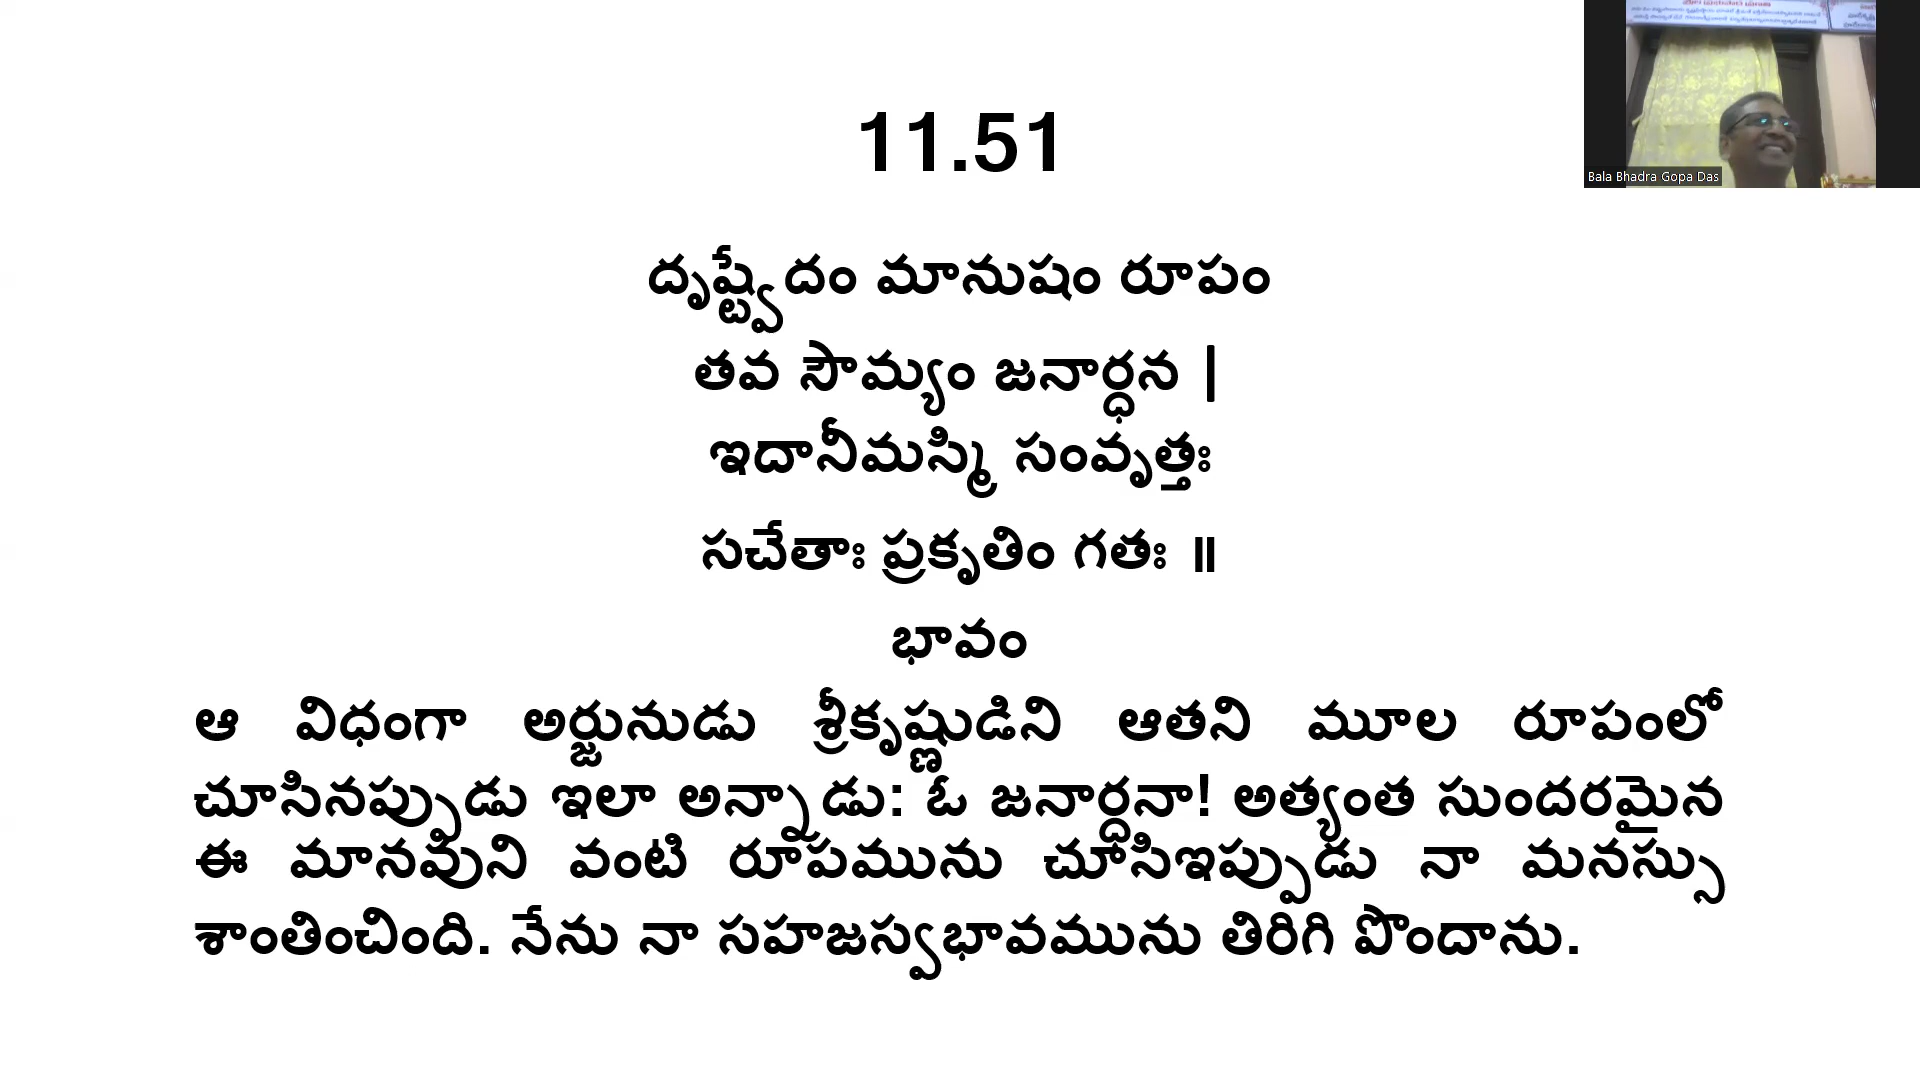 11.51
దృష్ట్వేదం మానుషం రూపం
తవ సౌమ్యం జనార్ధన |
ఇదానీమస్మి సంవృత్తః
సచేతాః ప్రకృతిం గతః ॥
భావం
ఆ విధంగా అర్జునుడు శ్రీకృష్ణుడిని ఆతని మూల రూపంలో
చూసినప్పుడు ఇలా అన్నాడు: ఓ జనార్ధనా! అత్యంత సుందరమైన
ఈ మానవుని వంటి రూపమును చూసిఇప్పుడు నా మనస్సు
శాంతించింది. నేను నా సహజస్వభావమును తిరిగి పొందాను.
Bala Bhadra Gopa Das